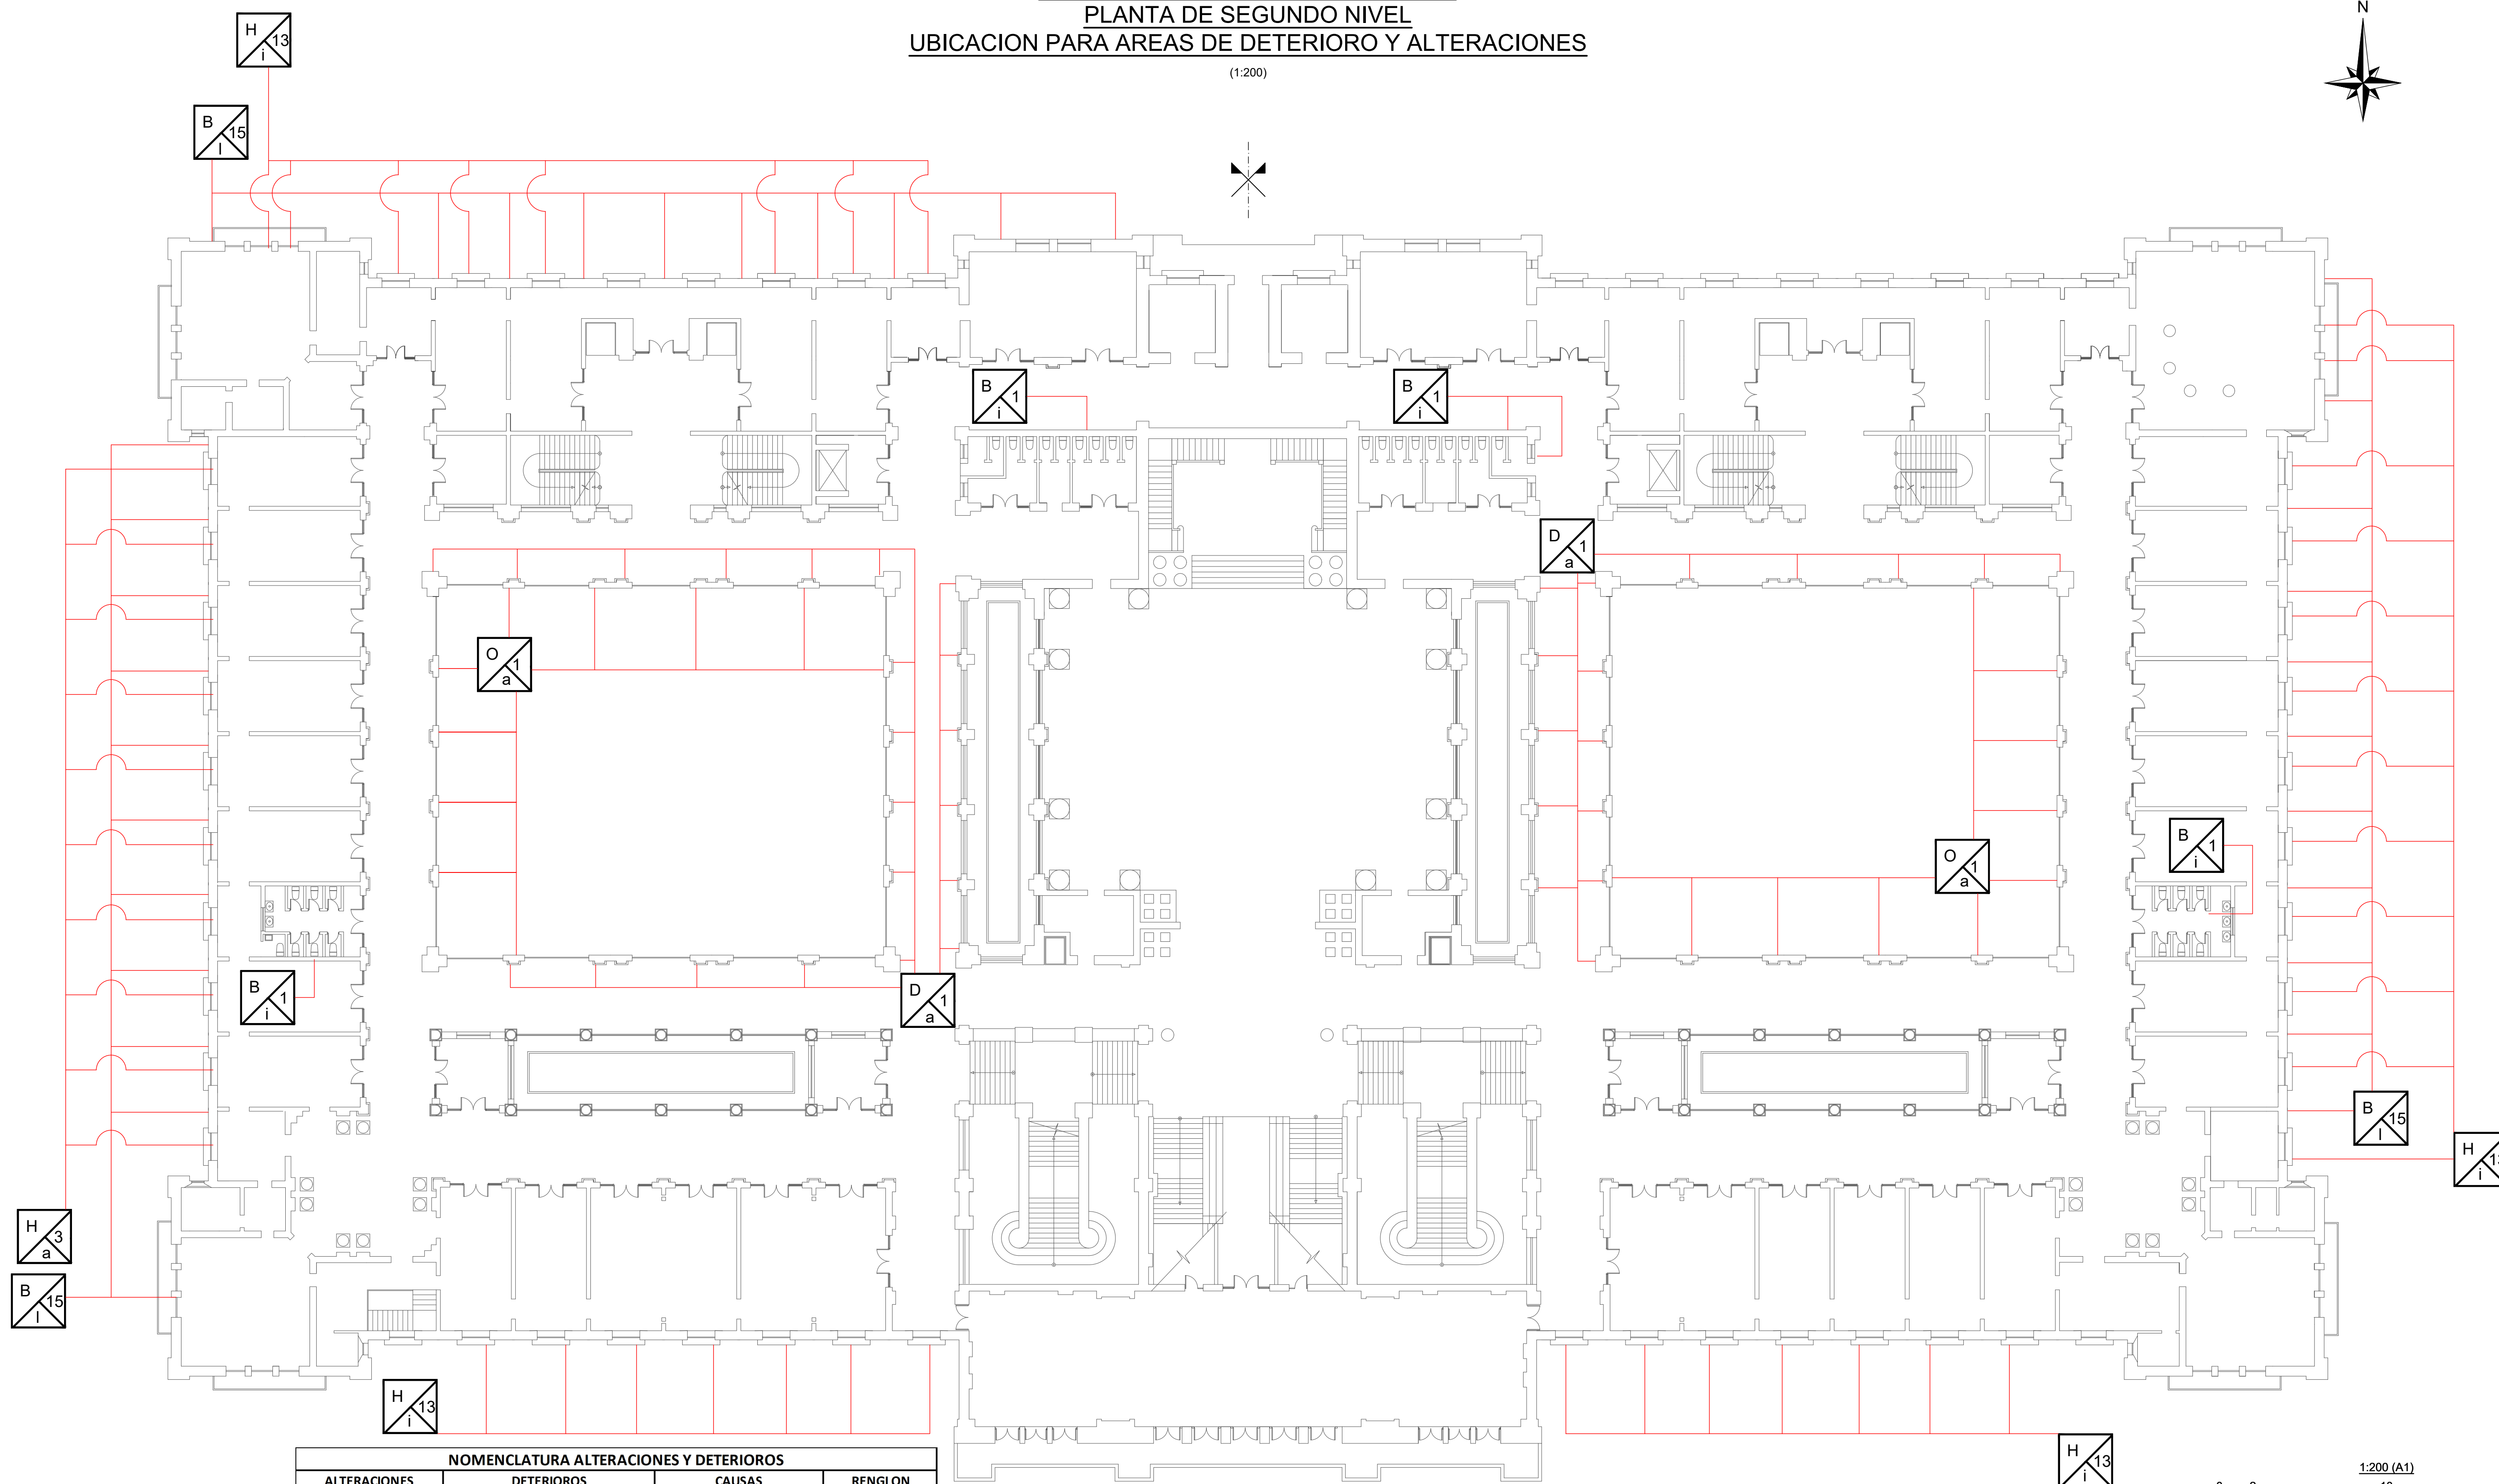 PLANTA DE SEGUNDO NIVEL
UBICACION PARA AREAS DE DETERIORO Y ALTERACIONES
(1:200)
N
H 13 i
B 15 l
B 1 i
B 1 i
D 1 a
O 1 a
O 1 a
B 1 i
B 1 i
D 1 a
B 15 l
H i
H 3 a
B 15 l
H 13 i
H 13 i
NOMENCLATURA ALTERACIONES Y DETERIOROS
ALTERACIONES DETERIOROS CAUSAS RENGLON
1:200 (A1)